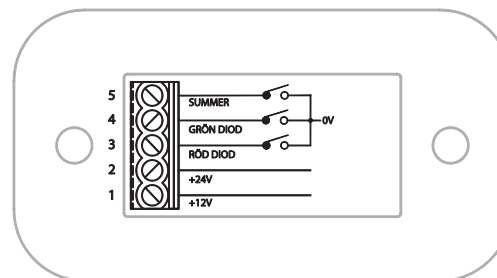 5 SUMMER
4 GRÖN DIOD 0V
3 RÖD DIOD
2 +24V
1 +12V